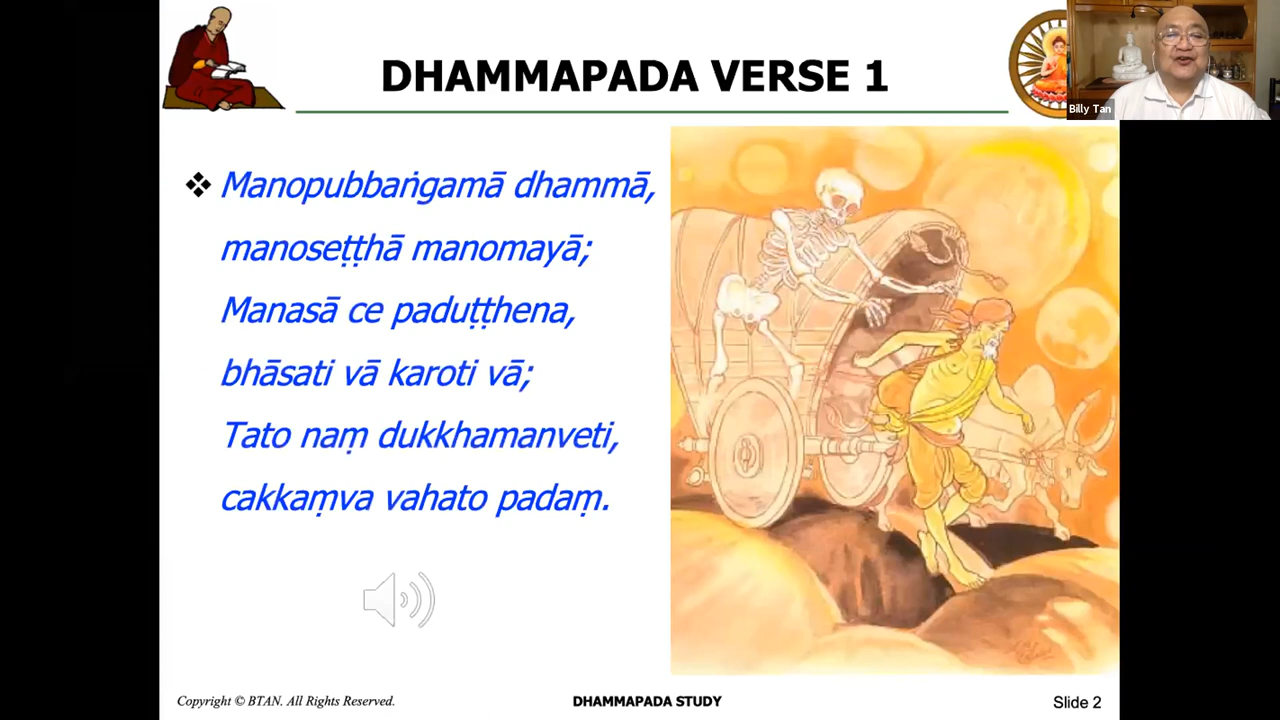 DHAMMAPADA VERSE 1
Billy Tan
❖ Manopubbaṅgamā dhammā,
manoseṭṭhā manomayā;
Manasā ce paduṭṭhena,
bhāsati vā karoti vā;
Tato naṃ dukkhamanveti,
cakkaṃva vahato padaṃ.
Copyright © BTAN. All Rights Reserved.
DHAMMAPADA STUDY
Slide 2